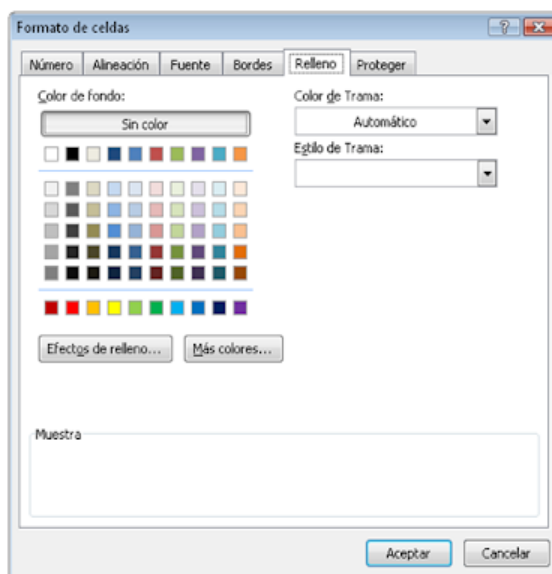 Formato de celdas
Número Alineación Fuente Bordes Relleno Proteger
Color de fondo:
Sin color
Color de Trama:
Automático
Estilo de Trama:
Efectos de relleno... Más colores...
Muestra
Aceptar Cancelar